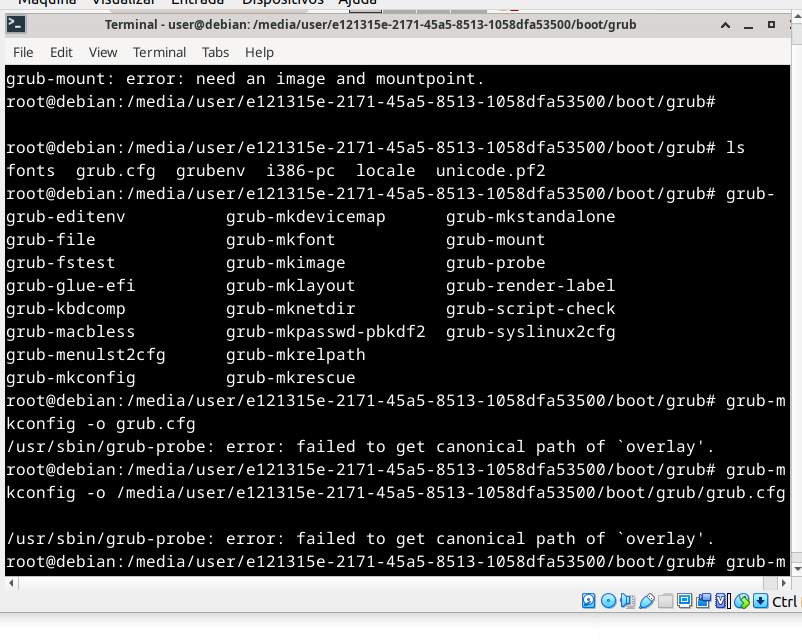 Máquina Visualizar Entrada Dispositivos Ajuda
Terminal - user@debian: /media/user/e121315e-2171-45a5-8513-1058dfa53500/boot/grub
File Edit View Terminal Tabs Help
grub-mount: error: need an image and mountpoint.
root@debian:/media/user/e121315e-2171-45a5-8513-1058dfa53500/boot/grub#
root@debian:/media/user/e121315e-2171-45a5-8513-1058dfa53500/boot/grub# ls
fonts grub.cfg grubenv i386-pc locale unicode.pf2
root@debian:/media/user/e121315e-2171-45a5-8513-1058dfa53500/boot/grub# grub-
grub-editenv grub-mkdevicemap grub-mkstandalone
grub-file grub-mkfont grub-mount
grub-fstest grub-mkimage grub-probe
grub-glue-efi grub-mklayout grub-render-label
grub-kbdcomp grub-mknetdir grub-script-check
grub-macbless grub-mkpasswd-pbkdf2 grub-syslinux2cfg
grub-menulst2cfg grub-mkrelpath
grub-mkconfig grub-mkrescue
root@debian:/media/user/e121315e-2171-45a5-8513-1058dfa53500/boot/grub# grub-m
kconfig -o grub.cfg
/usr/sbin/grub-probe: error: failed to get canonical path of `overlay'.
root@debian:/media/user/e121315e-2171-45a5-8513-1058dfa53500/boot/grub# grub-m
kconfig -o /media/user/e121315e-2171-45a5-8513-1058dfa53500/boot/grub/grub.cfg
/usr/sbin/grub-probe: error: failed to get canonical path of `overlay'.
root@debian:/media/user/e121315e-2171-45a5-8513-1058dfa53500/boot/grub# grub-m
Ctrl